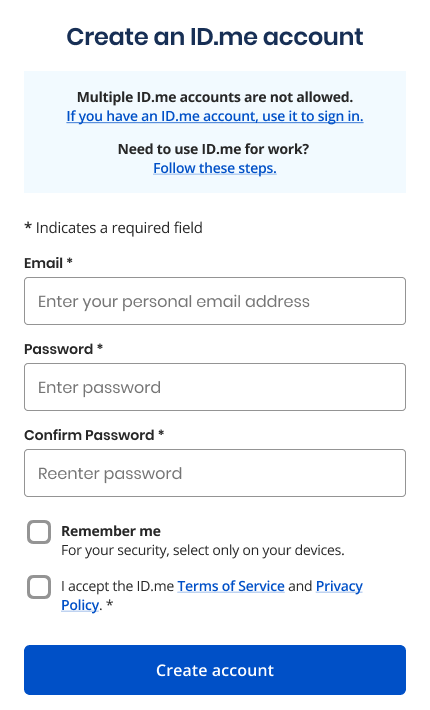 Create an ID.me account
Multiple ID.me accounts are not allowed.
If you have an ID.me account, use it to sign in.
Need to use ID.me for work?
Follow these steps.
* Indicates a required field
Email *
Enter your personal email address
Password *
Enter password
Confirm Password *
Reenter password
Remember me
For your security, select only on your devices.
I accept the ID.me Terms of Service and Privacy
Policy. *
Create account